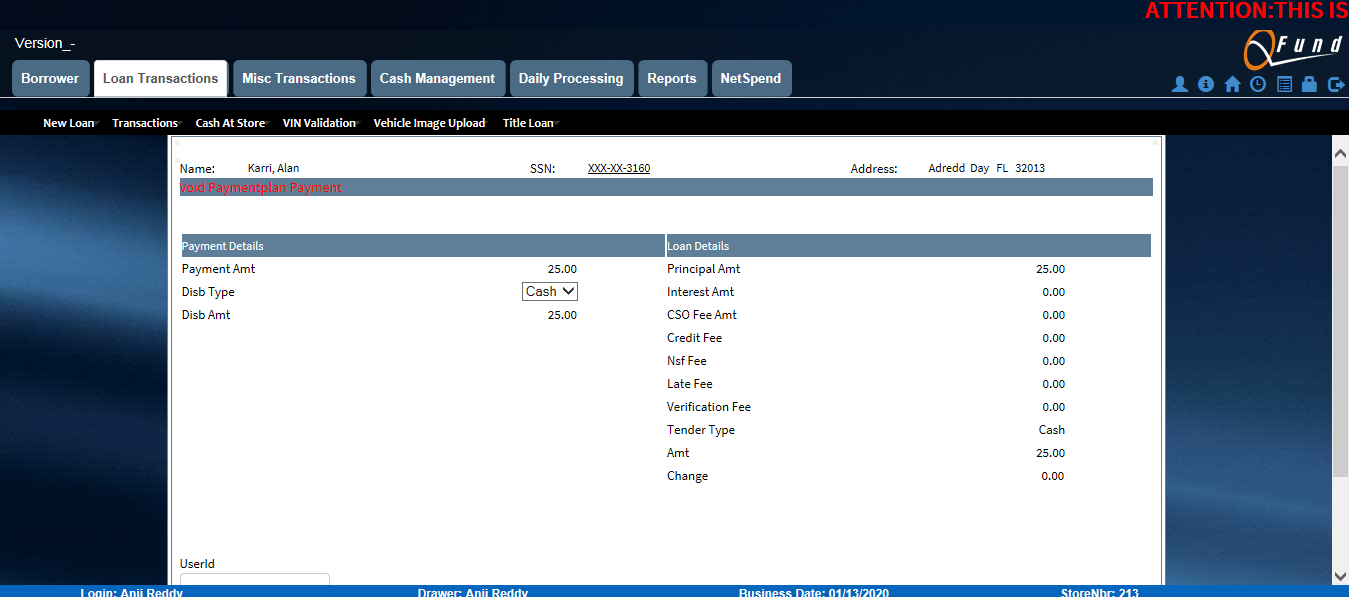 ATTENTION:THIS IS
Version_-
QFund
Borrower Loan Transactions Misc Transactions Cash Management Daily Processing Reports NetSpend
New Loan Transactions Cash At Store VIN Validation Vehicle Image Upload Title Loan
Name: Karri, Alan SSN: XXX-XX-3160 Address: Adredd Day FL 32013
Void Paymentplan Payment
Payment Details Loan Details
Payment Amt 25.00 Principal Amt 25.00
Disb Type Cash Interest Amt 0.00
Disb Amt 25.00 CSO Fee Amt 0.00
Credit Fee 0.00
Nsf Fee 0.00
Late Fee 0.00
Verification Fee 0.00
Tender Type Cash
Amt 25.00
Change 0.00
UserId
Login: Anji Reddy Drawer: Anji Reddy Business Date: 01/13/2020 StoreNbr: 213